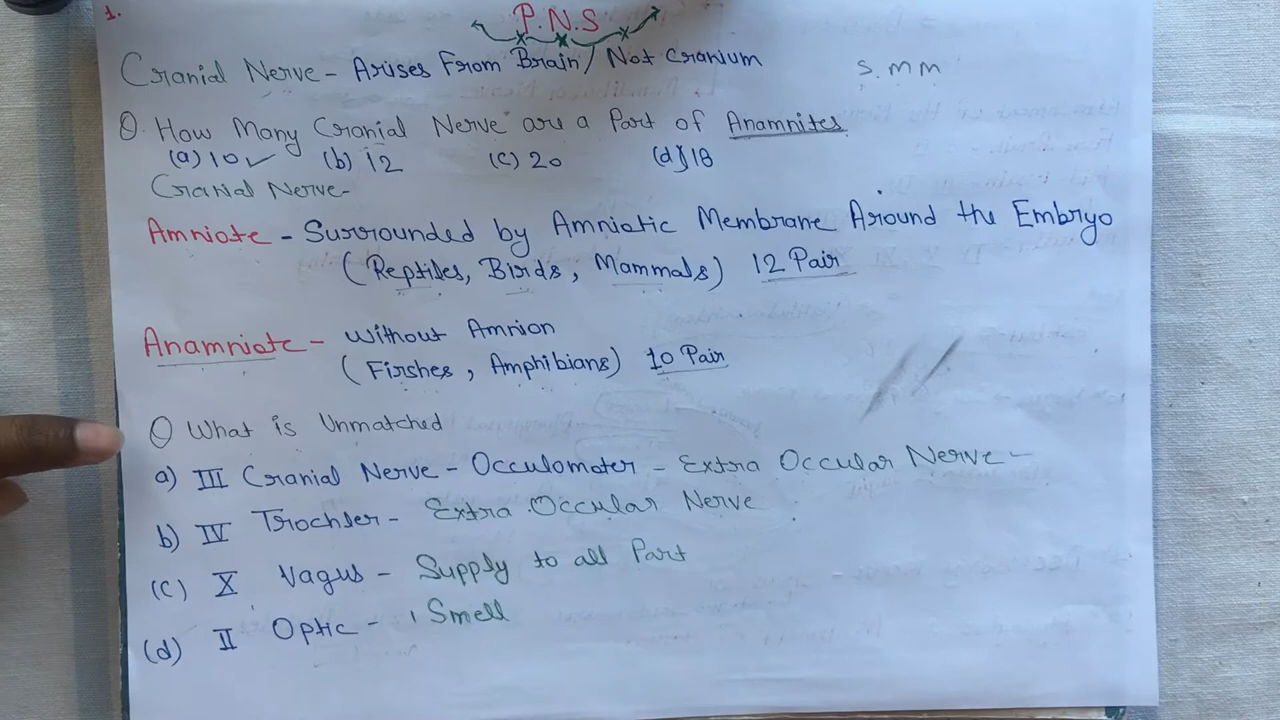 1.
P.N.S
Cranial Nerve - Arises From Brain / Not Cranium
S. M M
Q. How Many Cranial Nerve are a Part of Anamnites
(a) 10 ✓ (b) 12 (c) 20 (d) 18
Cranial Nerve-
Amniote - Surrounded by Amniotic Membrane Around the Embryo
(Reptiles, Birds, Mammals) 12 Pair
Anamniote - Without Amnion
(Firshes, Amphibians) 10 Pair
Q What is Unmatched
a) III Cranial Nerve - Occulomoter - Extra Occular Nerve -
b) IV Trochler - Extra Occular Nerve
(c) X Vagus - Supply to all Part
(d) II Optic - Smell